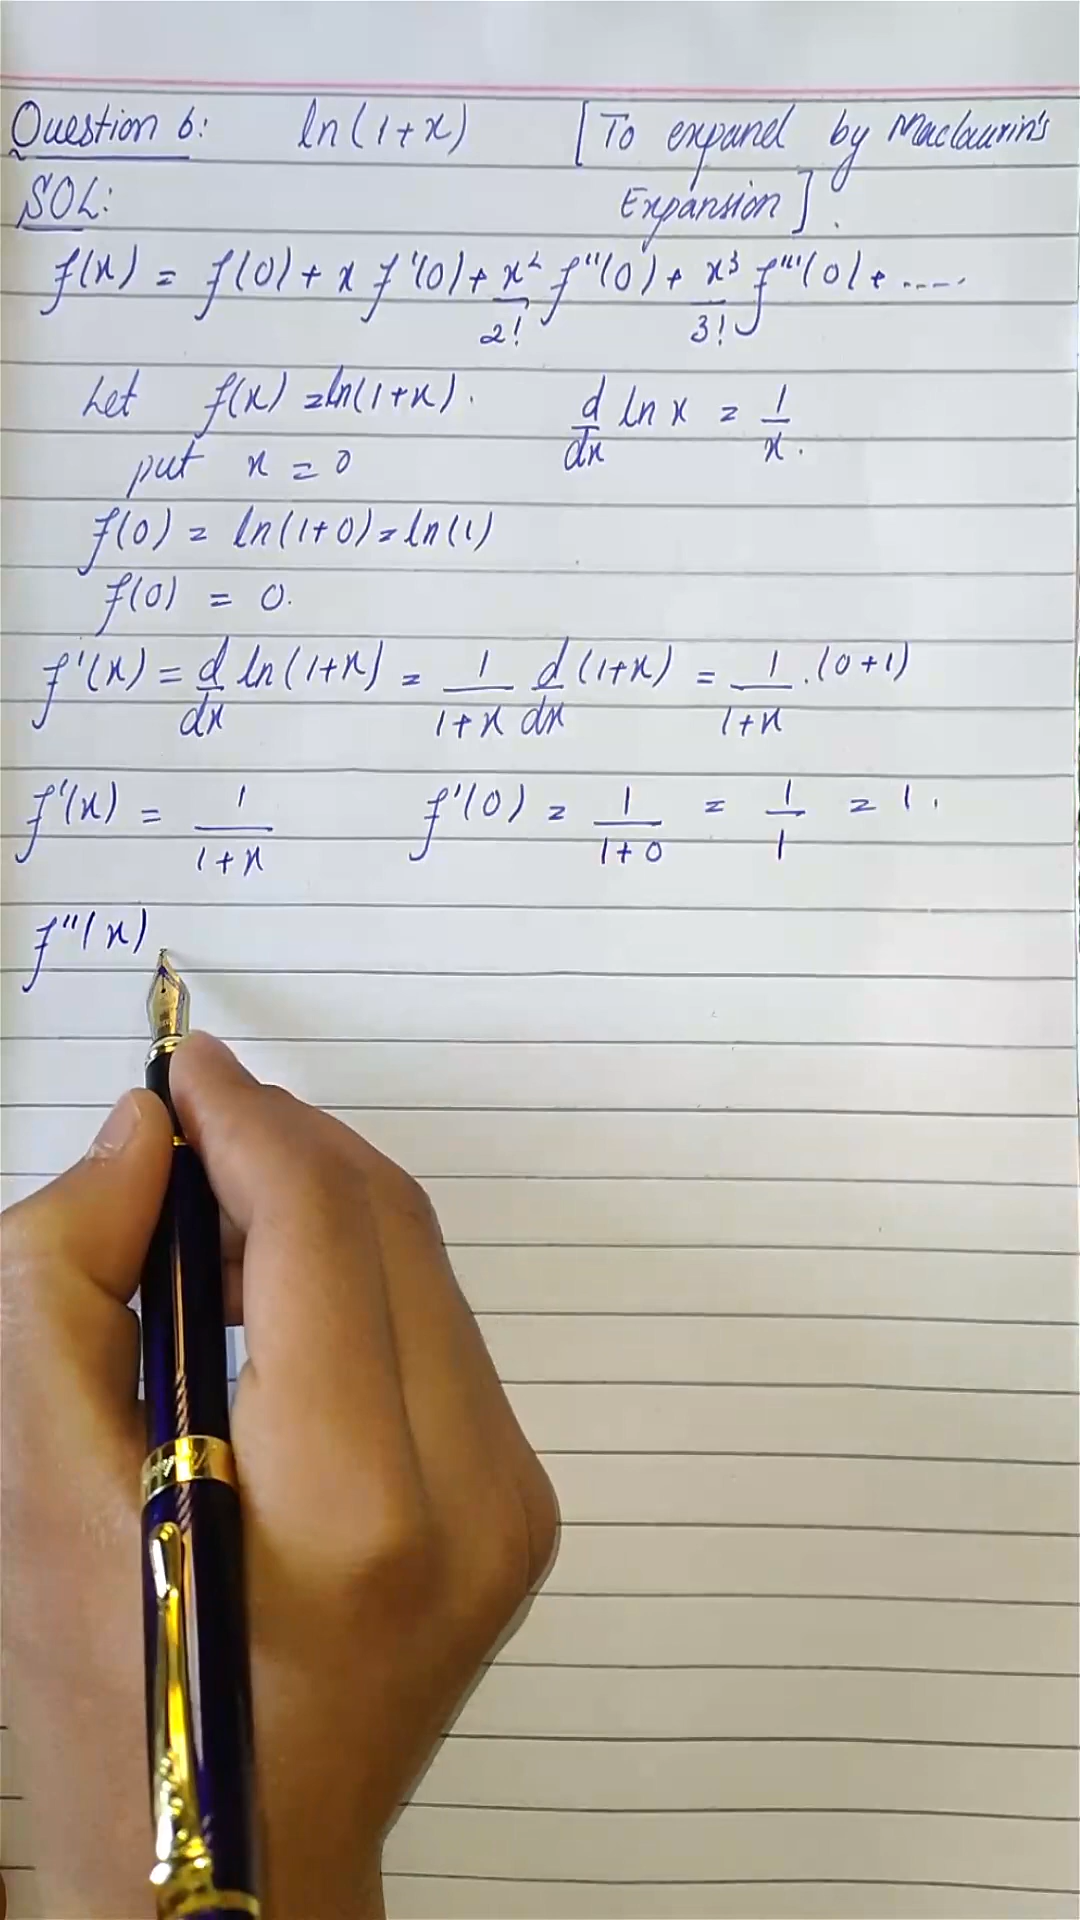 Question 6: ln(1+x) [To expand by Maclaurin's
SOL: Expansion].
f(x) = f(0) + x f'(0) + x²/2! f''(0) + x³/3! f'''(0) + .....
Let f(x) = ln(1+x). d/dx ln x = 1/x.
put x = 0
f(0) = ln(1+0) = ln(1)
f(0) = 0.
f'(x) = d/dx ln(1+x) = 1/1+x d/dx (1+x) = 1/1+x . (0+1)
f'(x) = 1/1+x f'(0) = 1/1+0 = 1/1 = 1.
f''(x)